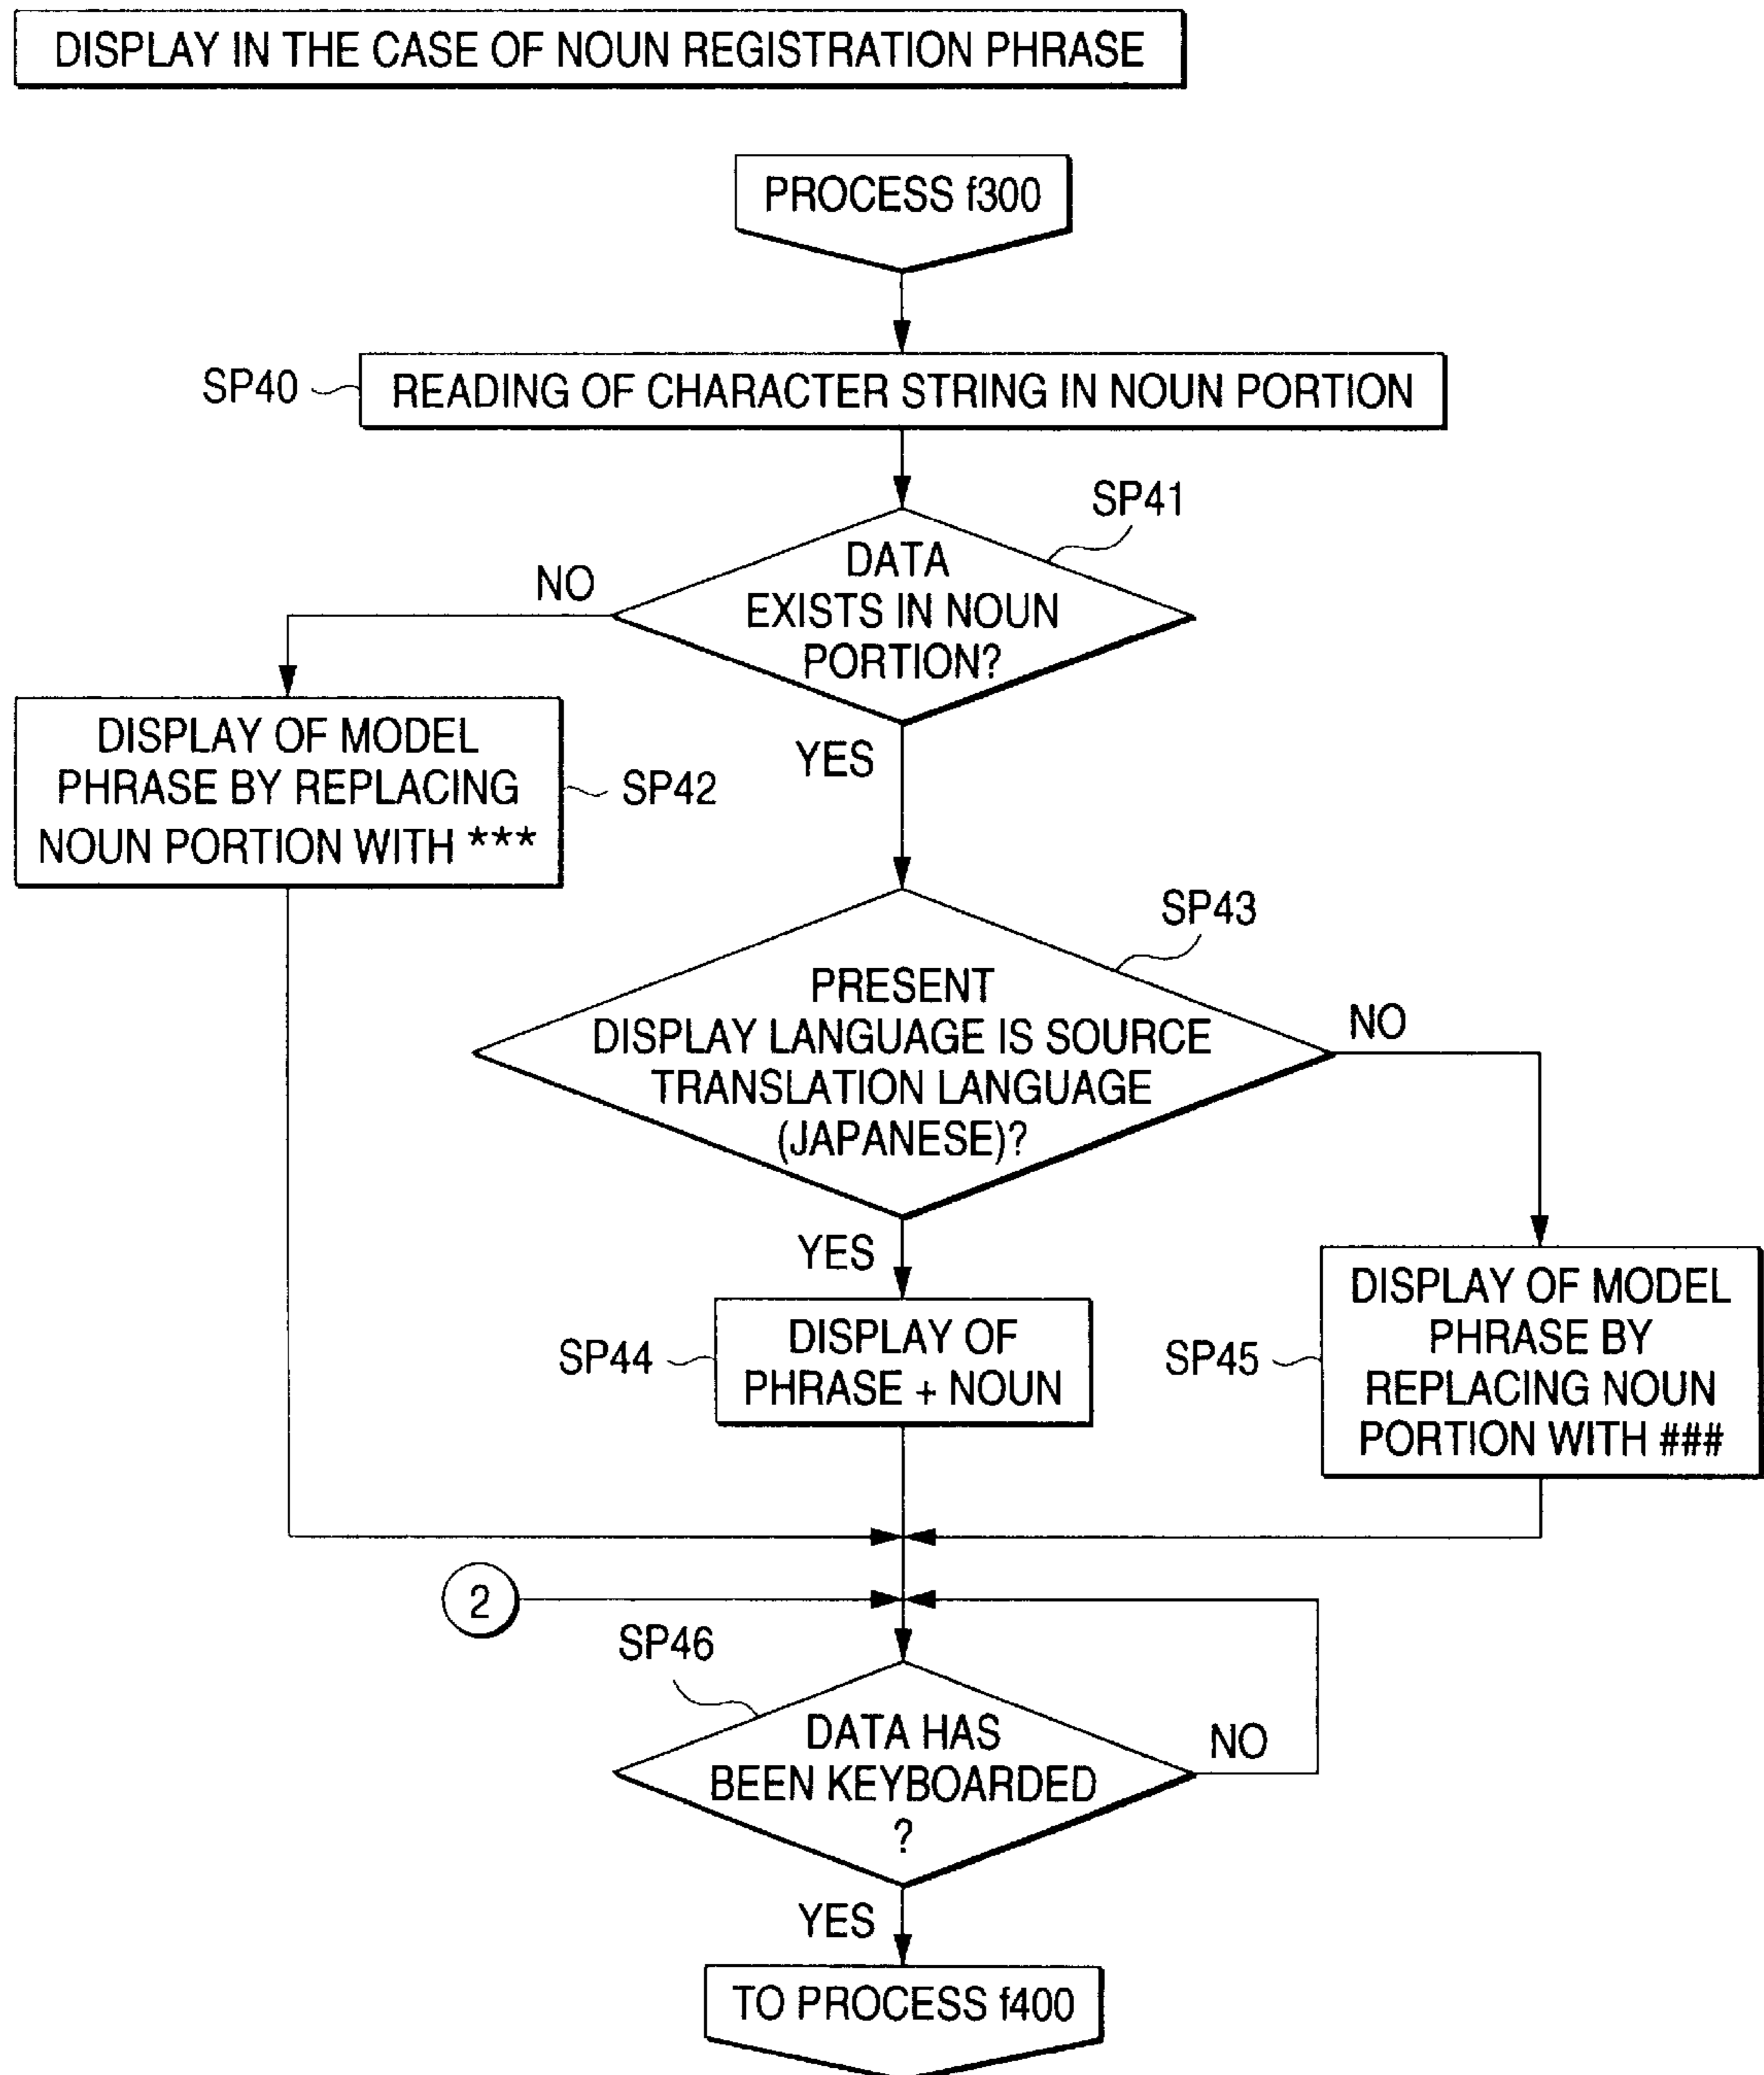 DISPLAY IN THE CASE OF NOUN REGISTRATION PHRASE
PROCESS f300
SP40
READING OF CHARACTER STRING IN NOUN PORTION
SP41
DATA
EXISTS IN NOUN
PORTION?
NO
YES
DISPLAY OF MODEL
PHRASE BY REPLACING
NOUN PORTION WITH ***
SP42
SP43
PRESENT
DISPLAY LANGUAGE IS SOURCE
TRANSLATION LANGUAGE
(JAPANESE)?
NO
YES
SP44
DISPLAY OF
PHRASE + NOUN
SP45
DISPLAY OF MODEL
PHRASE BY
REPLACING NOUN
PORTION WITH ###
2
SP46
DATA HAS
BEEN KEYBOARDED
?
NO
YES
TO PROCESS f400